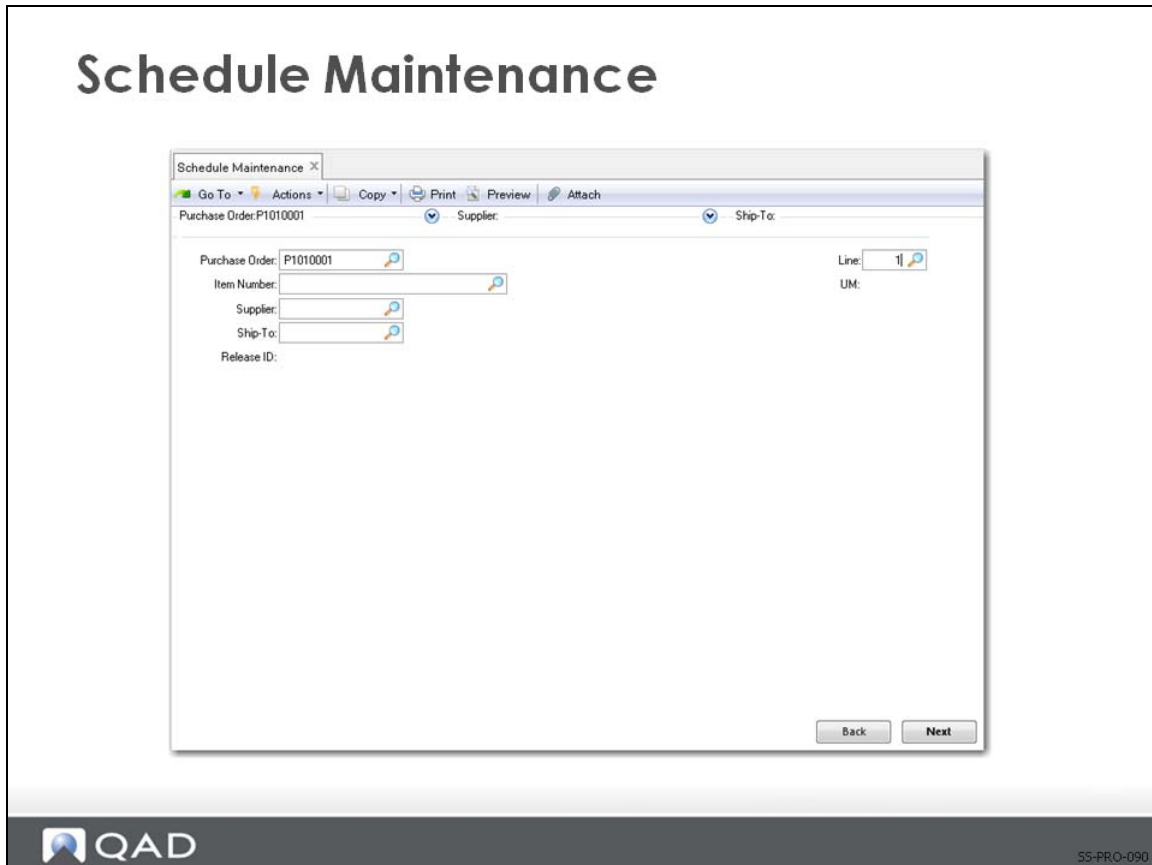 Schedule Maintenance
Schedule Maintenance X
Go To Actions Copy Print Preview Attach
Purchase Order:P1010001 Supplier: Ship-To:
Purchase Order: P1010001 Line: 1
Item Number: UM:
Supplier:
Ship-To:
Release ID:
Back Next
QAD
SS-PRO-090